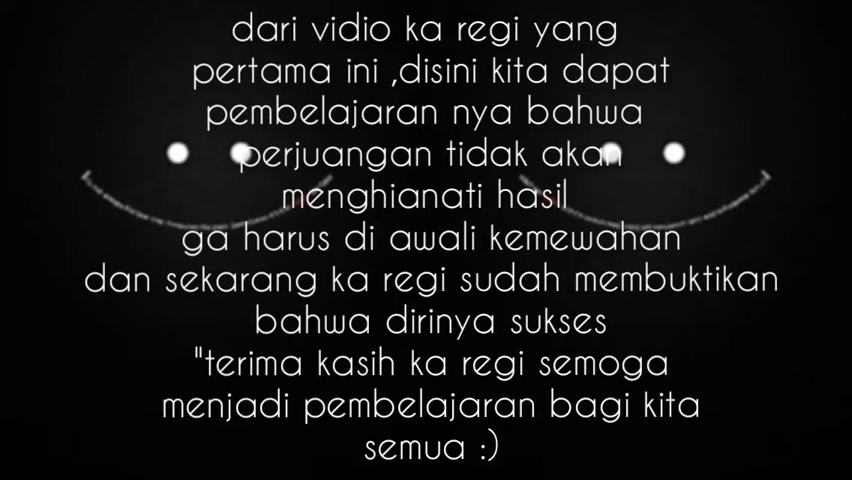 dari vidio ka regi yang
pertama ini ,disini kita dapat
pembelajaran nya bahwa
perjuangan tidak akan
menghianati hasil
ga harus di awali kemewahan
dan sekarang ka regi sudah membuktikan
bahwa dirinya sukses
"terima kasih ka regi semoga
menjadi pembelajaran bagi kita
semua :)